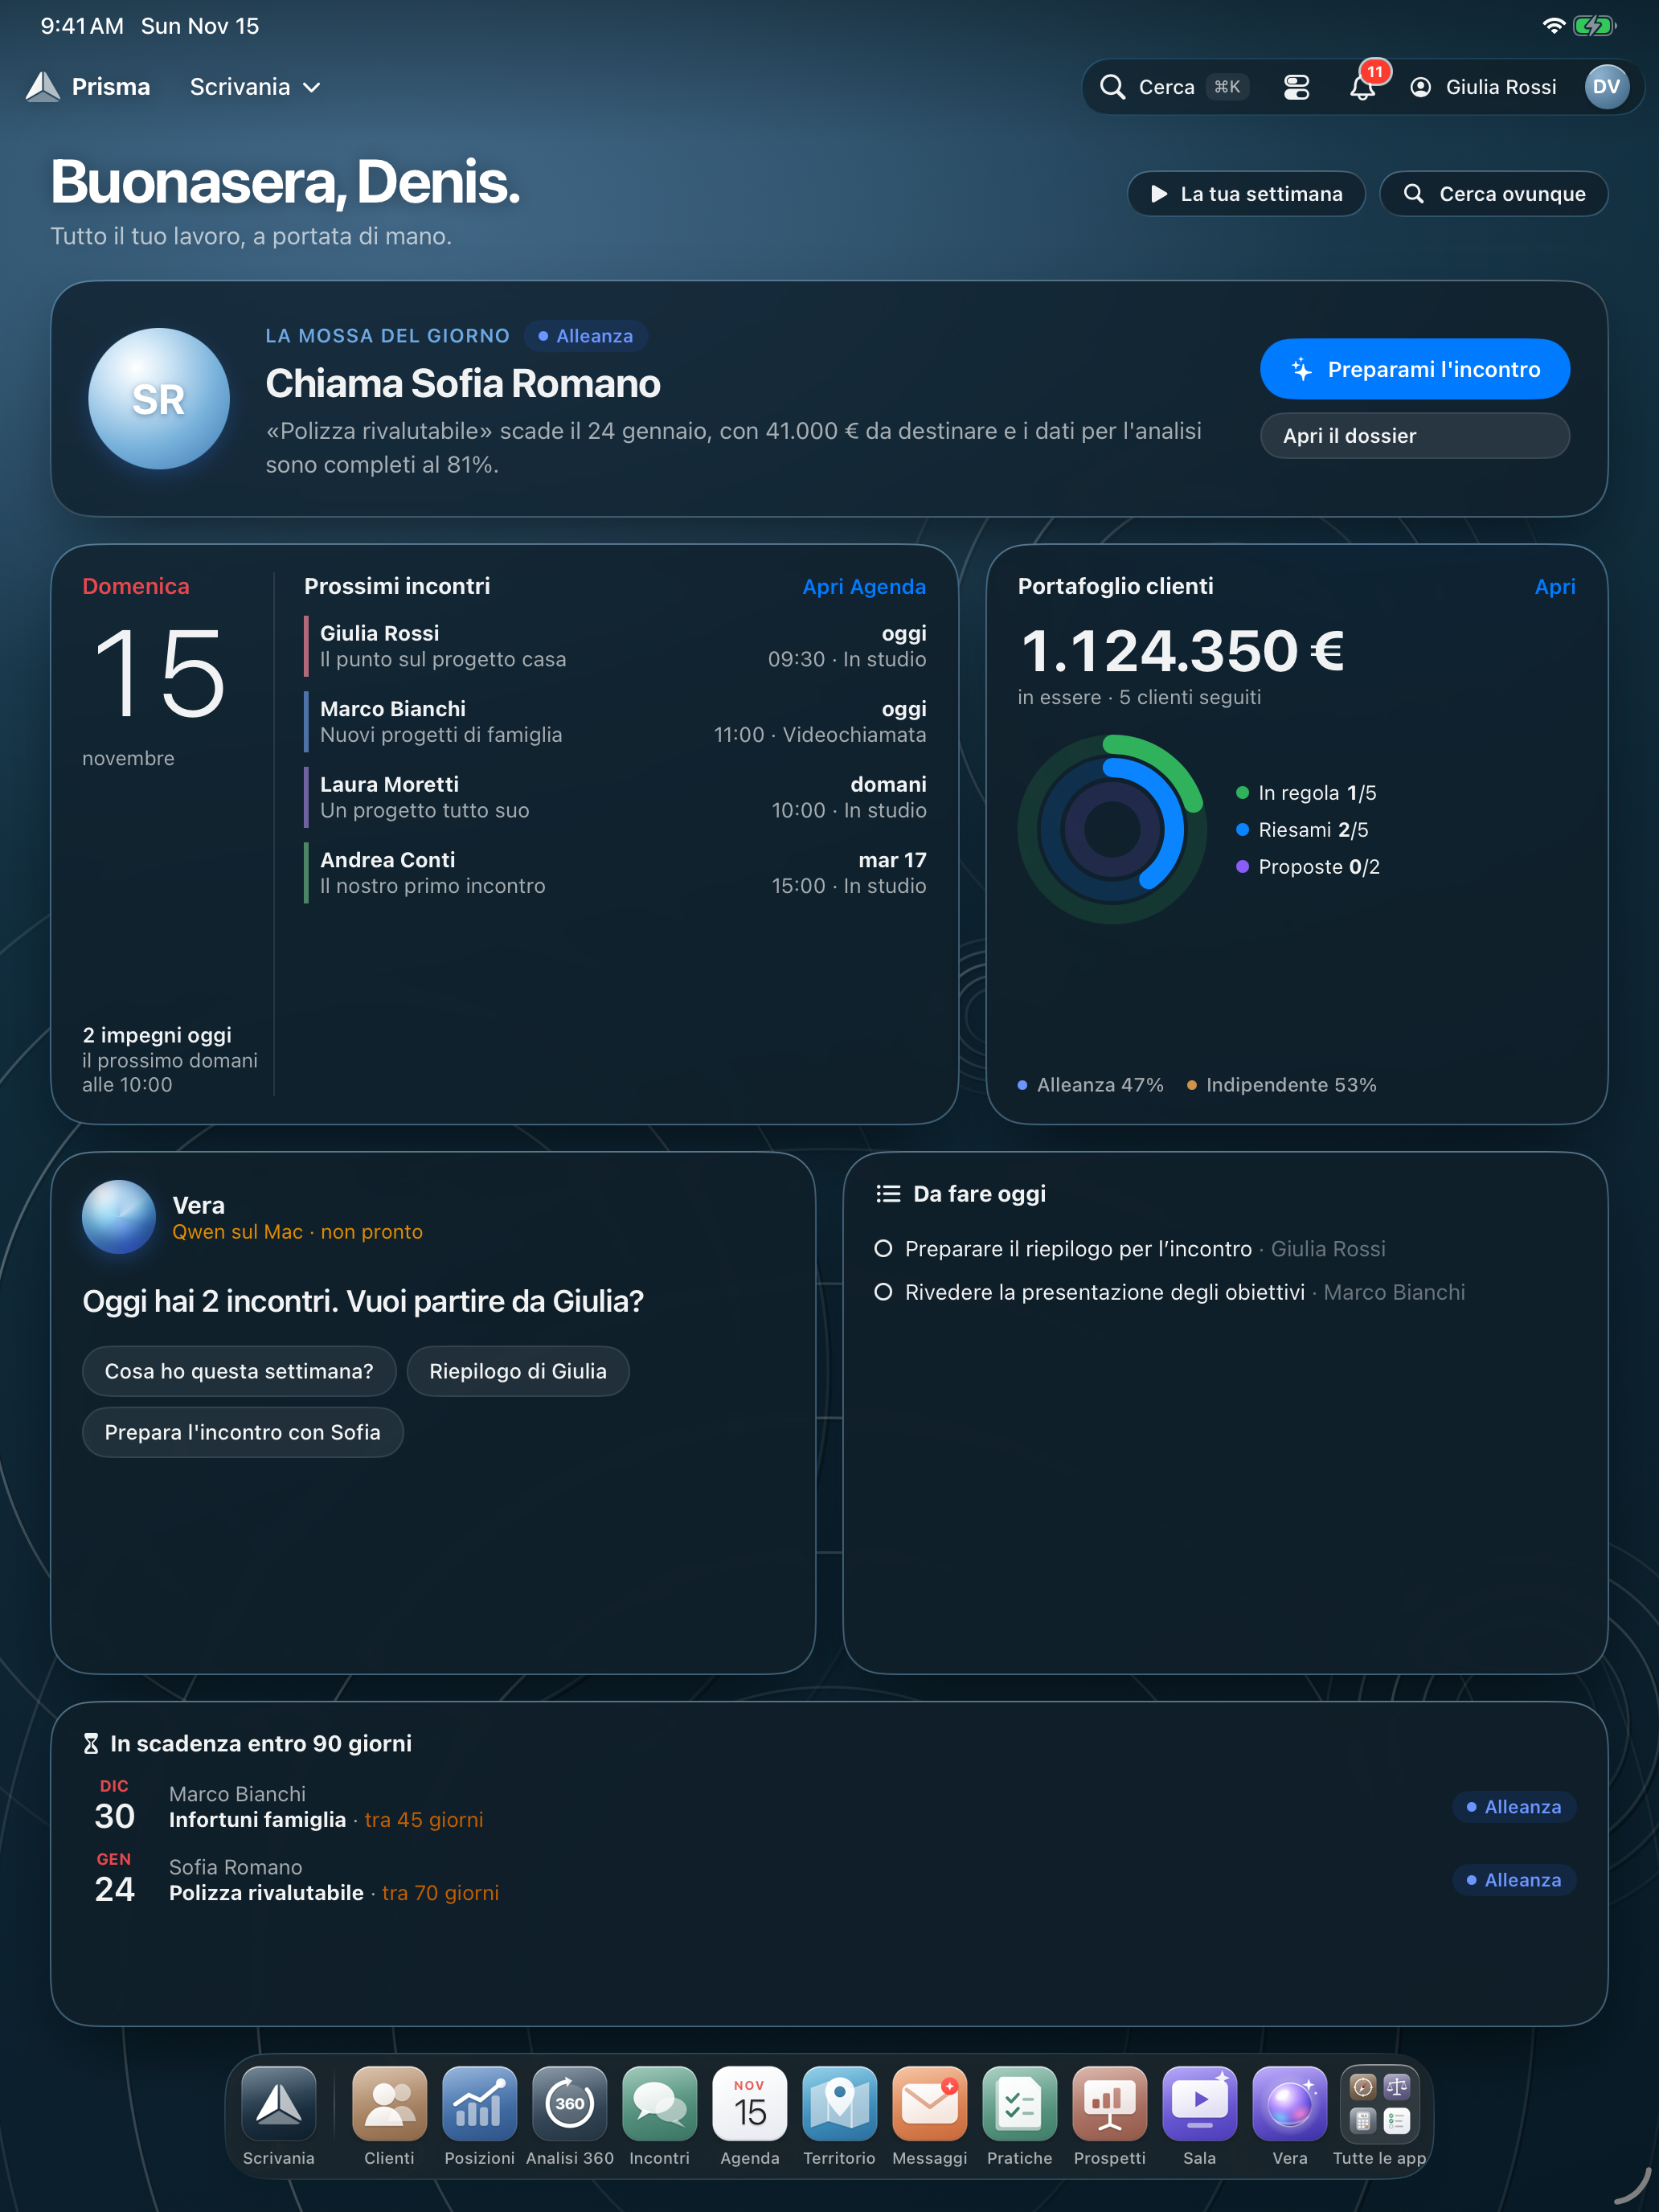 9:41 AM Sun Nov 15
Prisma Scrivania
Cerca ⌘K 11 Giulia Rossi DV
Buonasera, Denis.
Tutto il tuo lavoro, a portata di mano.
La tua settimana
Cerca ovunque
SR
LA MOSSA DEL GIORNO Alleanza
Chiama Sofia Romano
«Polizza rivalutabile» scade il 24 gennaio, con 41.000 € da destinare e i dati per l'analisi
sono completi al 81%.
Preparami l'incontro
Apri il dossier
Domenica
15
novembre
2 impegni oggi
il prossimo domani
alle 10:00
Prossimi incontri Apri Agenda
Giulia Rossi oggi
Il punto sul progetto casa 09:30 · In studio
Marco Bianchi oggi
Nuovi progetti di famiglia 11:00 · Videochiamata
Laura Moretti domani
Un progetto tutto suo 10:00 · In studio
Andrea Conti mar 17
Il nostro primo incontro 15:00 · In studio
Portafoglio clienti Apri
1.124.350 €
in essere · 5 clienti seguiti
In regola 1/5
Riesami 2/5
Proposte 0/2
Alleanza 47% Indipendente 53%
Vera
Qwen sul Mac · non pronto
Oggi hai 2 incontri. Vuoi partire da Giulia?
Cosa ho questa settimana? Riepilogo di Giulia
Prepara l'incontro con Sofia
Da fare oggi
Preparare il riepilogo per l’incontro · Giulia Rossi
Rivedere la presentazione degli obiettivi · Marco Bianchi
In scadenza entro 90 giorni
DIC
30
Marco Bianchi
Infortuni famiglia · tra 45 giorni
Alleanza
GEN
24
Sofia Romano
Polizza rivalutabile · tra 70 giorni
Alleanza
360
NOV
15
Scrivania Clienti Posizioni Analisi 360 Incontri Agenda Territorio Messaggi Pratiche Prospetti Sala Vera Tutte le app